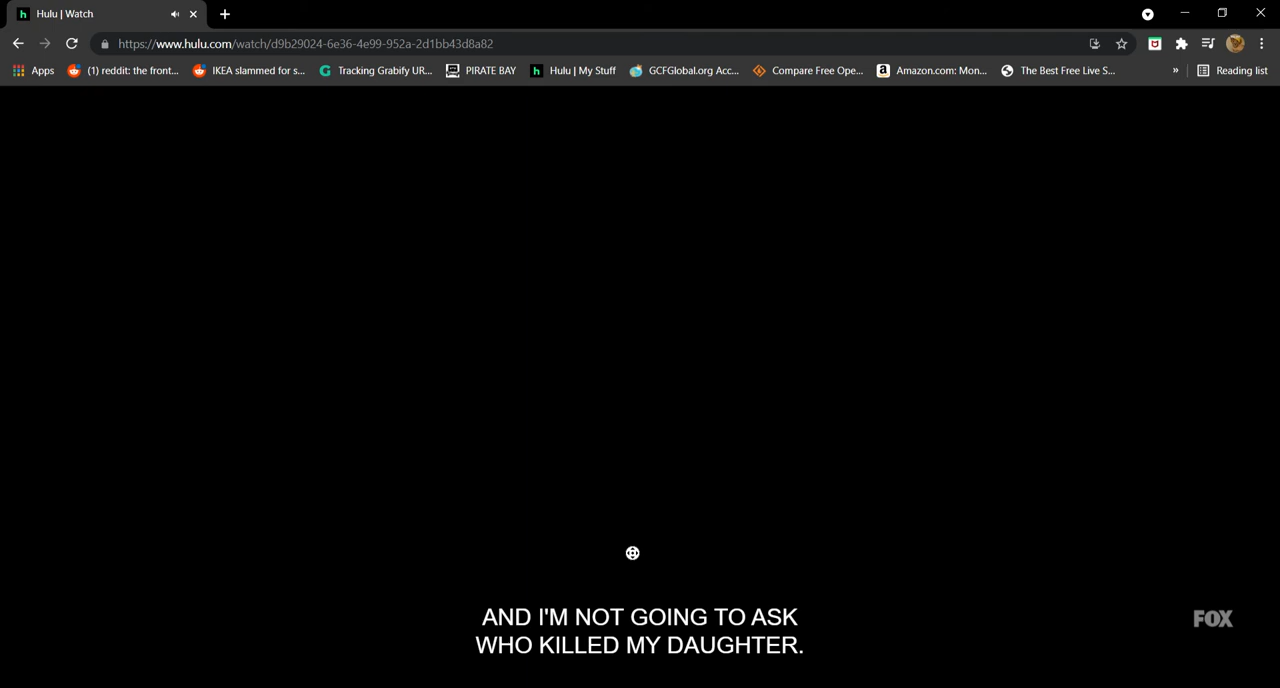 Hulu | Watch
https://www.hulu.com/watch/d9b29024-6e36-4e99-952a-2d1bb43d8a82
Apps (1) reddit: the front... IKEA slammed for s... Tracking Grabify UR... PIRATE BAY Hulu | My Stuff GCFGlobal.org Acc... Compare Free Ope... Amazon.com: Mon... The Best Free Live S... » Reading list
AND I'M NOT GOING TO ASK
WHO KILLED MY DAUGHTER.
FOX